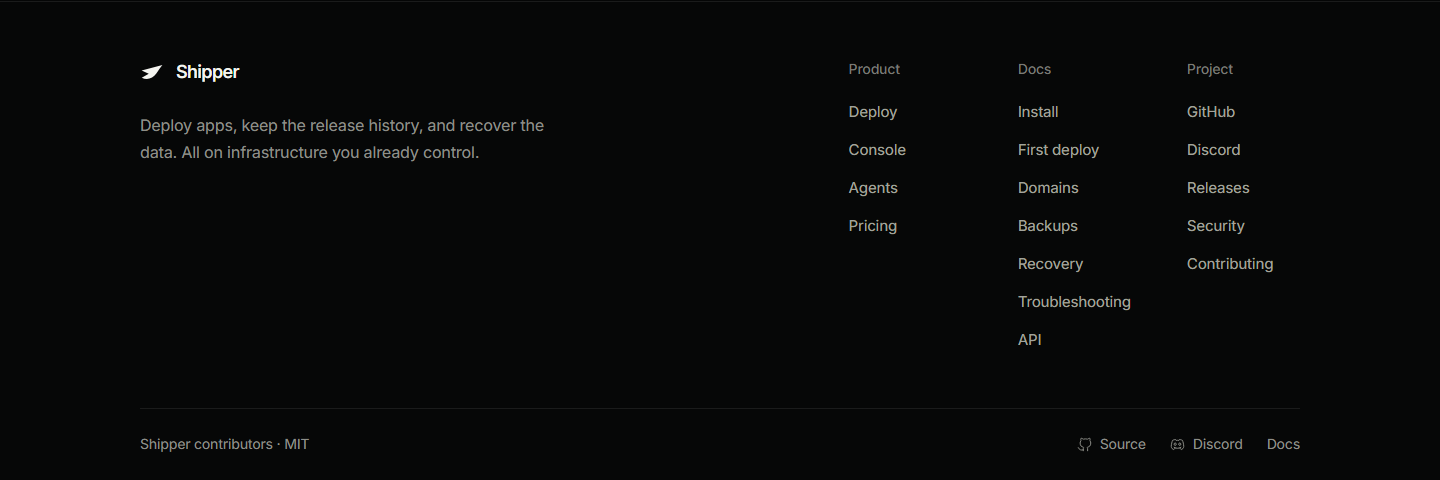 Shipper
Deploy apps, keep the release history, and recover the
data. All on infrastructure you already control.
Product
Deploy
Console
Agents
Pricing
Docs
Install
First deploy
Domains
Backups
Recovery
Troubleshooting
API
Project
GitHub
Discord
Releases
Security
Contributing
Shipper contributors · MIT
Source
Discord
Docs